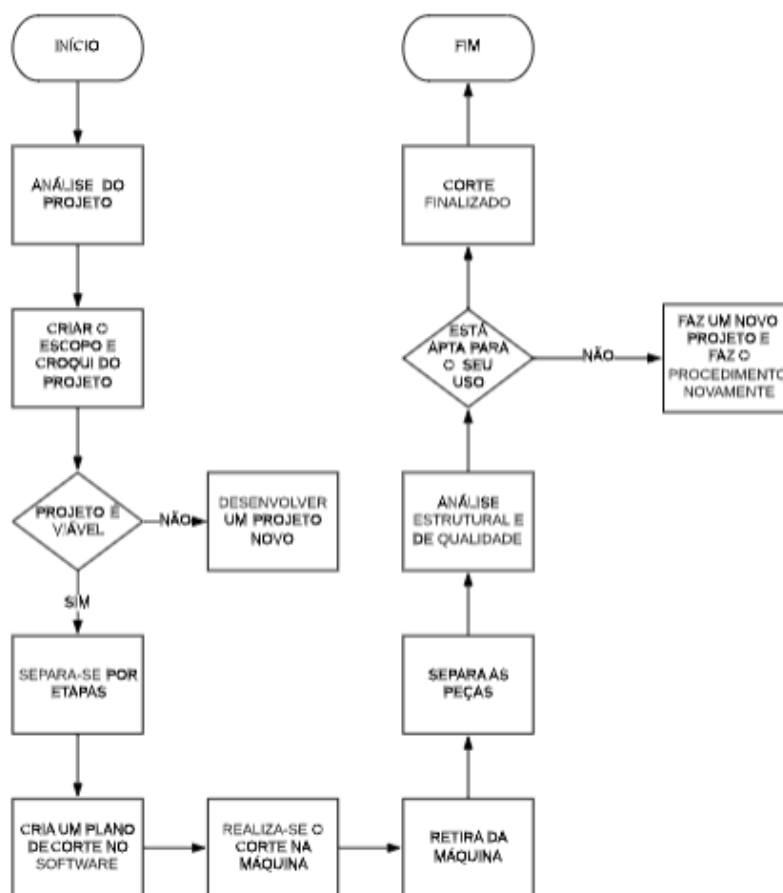 INÍCIO
ANÁLISE DO
PROJETO
CRIAR O
ESCOPO E
CROQUI DO
PROJETO
PROJETO É
VIÁVEL
NÃO
DESENVOLVER
UM PROJETO
NOVO
SIM
SEPARA-SE POR
ETAPAS
CRIA UM PLANO
DE CORTE NO
SOFTWARE
REALIZA-SE O
CORTE NA
MÁQUINA
RETIRA DA
MÁQUINA
SEPARA AS
PEÇAS
ANÁLISE
ESTRUTURAL E
DE QUALIDADE
ESTÁ
APTA PARA
O SEU
USO
NÃO
FAZ UM NOVO
PROJETO E
FAZ O
PROCEDIMENTO
NOVAMENTE
CORTE
FINALIZADO
FIM